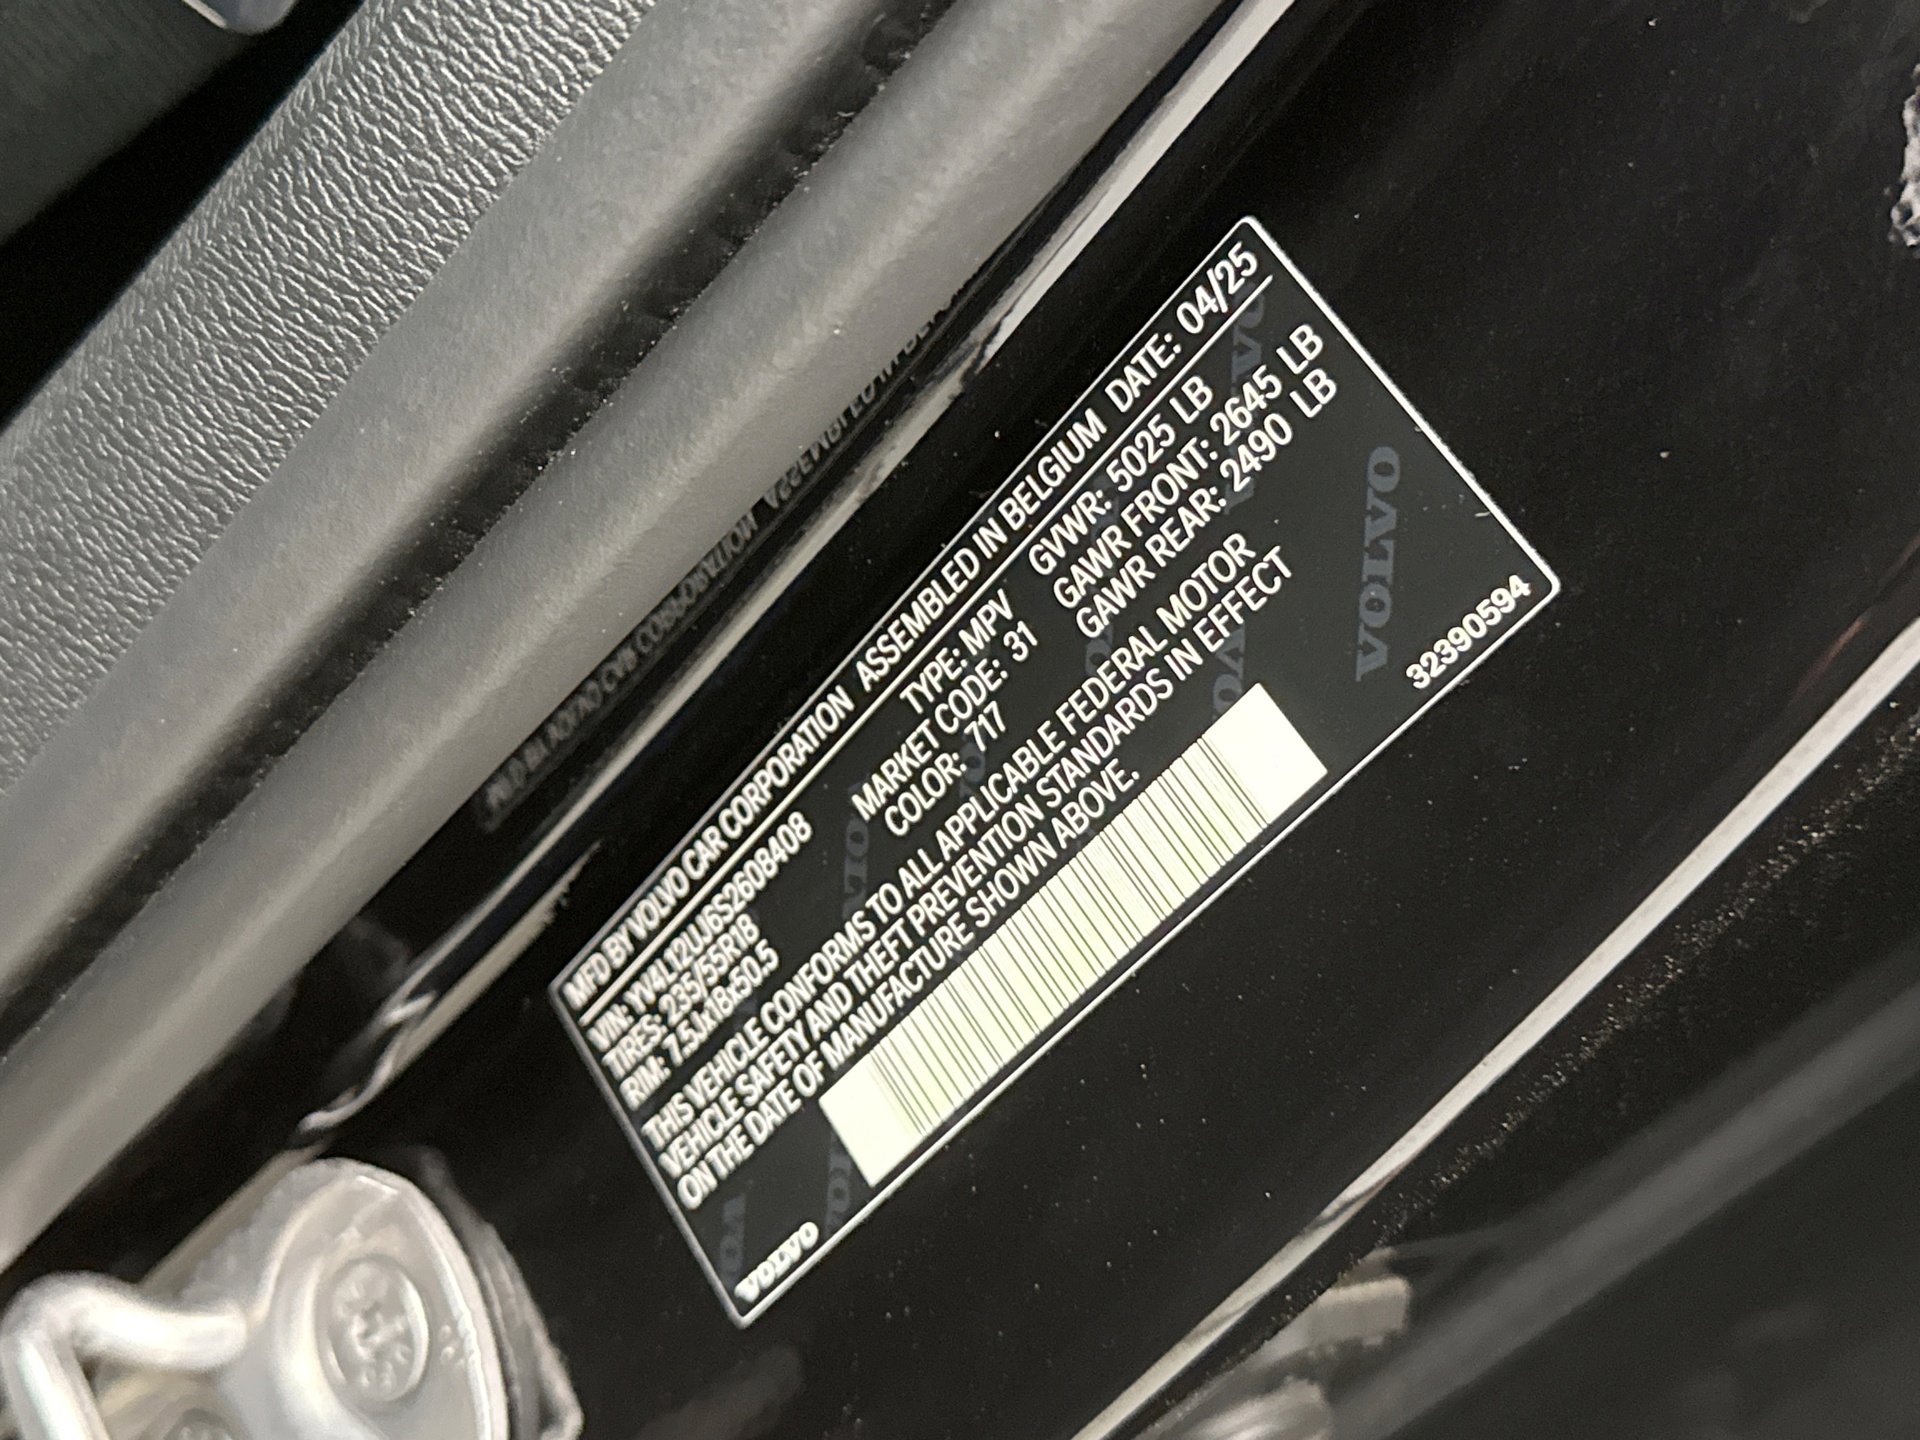 MFD BY VOLVO CAR CORPORATION ASSEMBLED IN BELGIUM DATE: 04/25
VIN: YV4L12UJ6S2608408 TYPE: MPV GVWR: 5025 LB
TIRES: 235/55R18 MARKET CODE: 31 GAWR FRONT: 2645 LB
RIM: 7.5Jx18x50.5 COLOR: 717 GAWR REAR: 2490 LB
THIS VEHICLE CONFORMS TO ALL APPLICABLE FEDERAL MOTOR
VEHICLE SAFETY AND THEFT PREVENTION STANDARDS IN EFFECT
ON THE DATE OF MANUFACTURE SHOWN ABOVE.
VOLVO
VOLVO 32390594